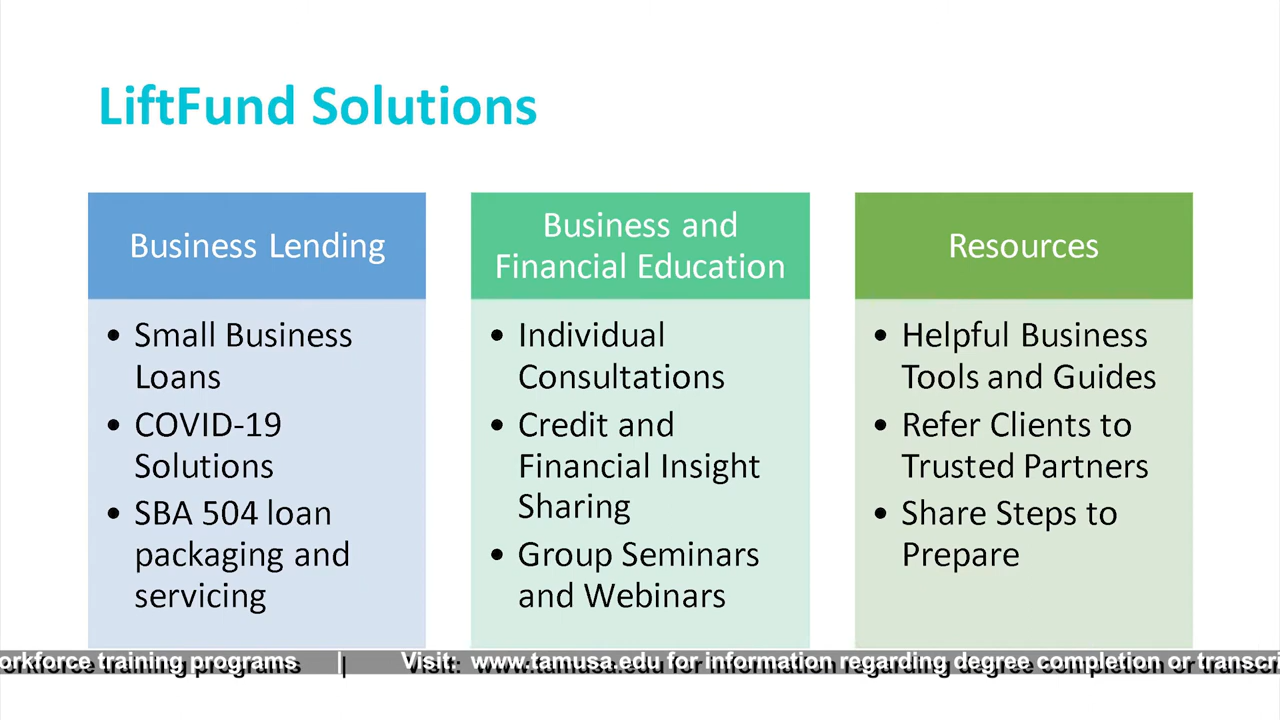 LiftFund Solutions
Business Lending
• Small Business
Loans
• COVID-19
Solutions
• SBA 504 loan
packaging and
servicing
Business and
Financial Education
• Individual
Consultations
• Credit and
Financial Insight
Sharing
• Group Seminars
and Webinars
Resources
• Helpful Business
Tools and Guides
• Refer Clients to
Trusted Partners
• Share Steps to
Prepare
orkforce training programs | Visit: www.tamusa.edu for information regarding degree completion or transcri